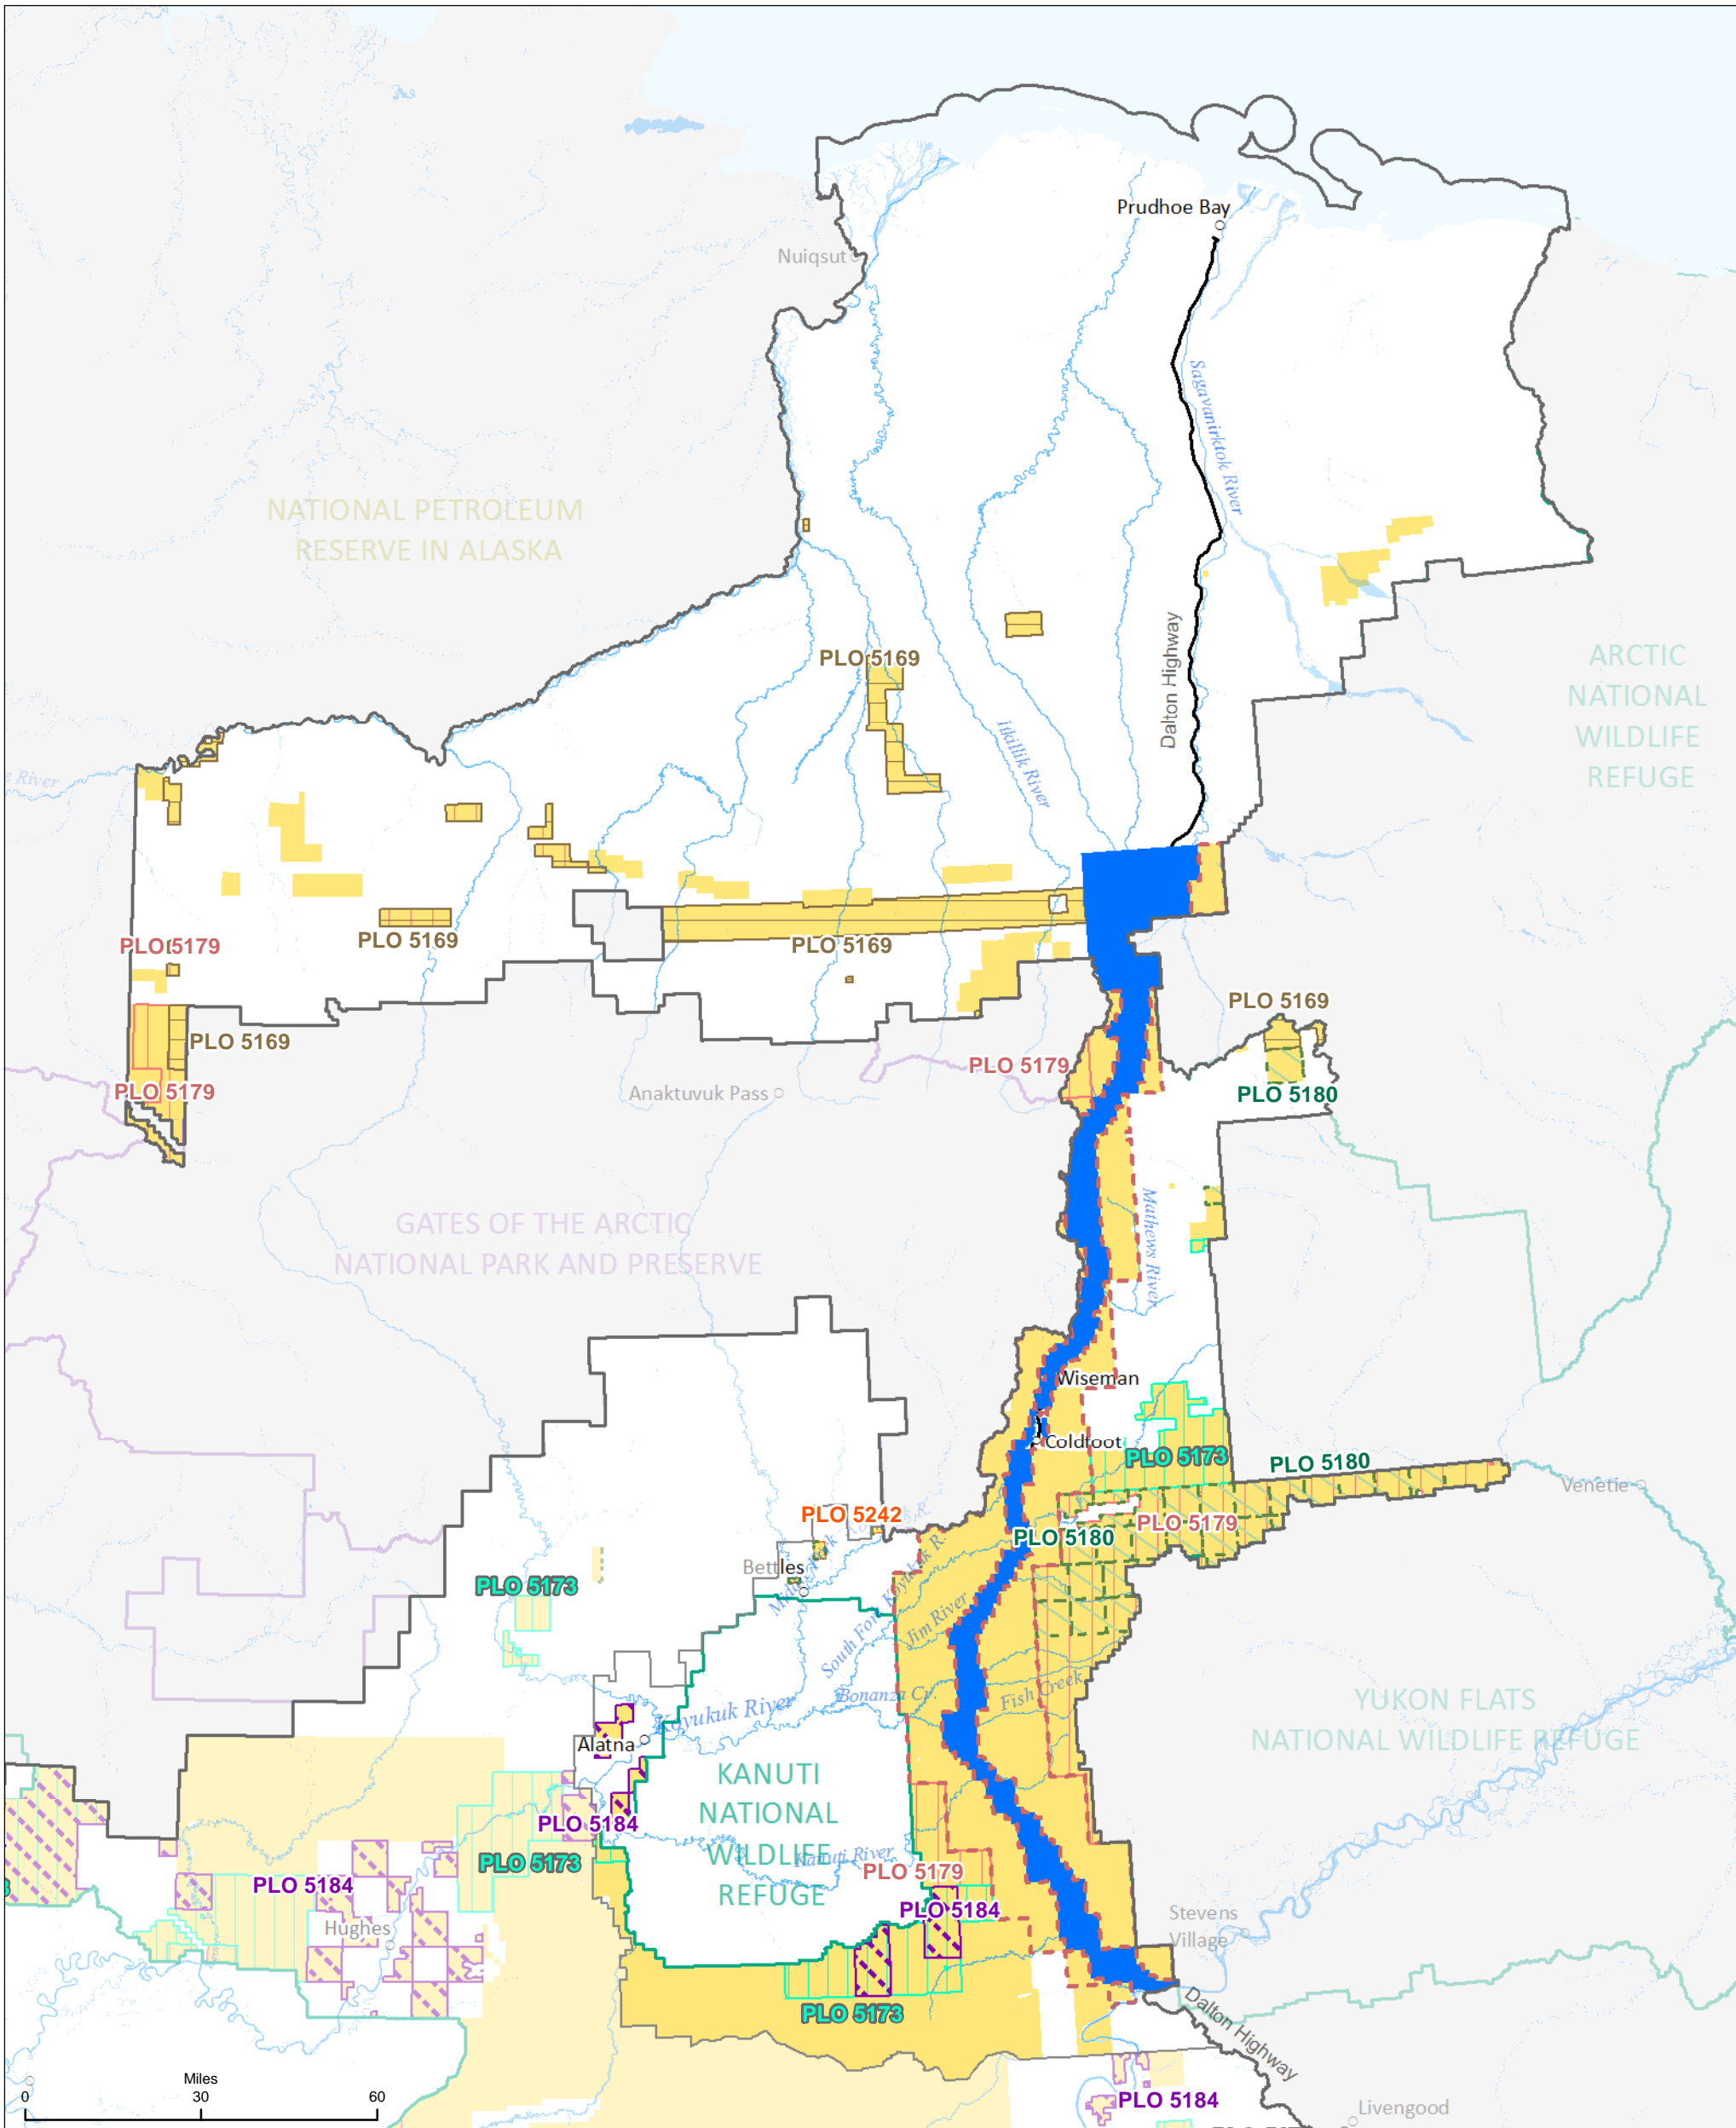 Prudhoe Bay
Nuiqsut
Sagavanirktok River
NATIONAL PETROLEUM
RESERVE IN ALASKA
PLO 5169
Dalton Highway
ARCTIC
NATIONAL
WILDLIFE
REFUGE
Itkillik River
e River
PLO 5179
PLO 5169
PLO 5169
PLO 5169
PLO 5169
PLO 5179
PLO 5179
PLO 5180
Anaktuvuk Pass
Mathews River
GATES OF THE ARCTIC
NATIONAL PARK AND PRESERVE
Wiseman
Coldfoot
PLO 5173
PLO 5180
Venetie
PLO 5242
PLO 5179
PLO 5180
Bettles
PLO 5173
South For Koyukuk R.
Jim River
Bonanza Cr.
Fish Creek
Koyukuk River
Alatna
YUKON FLATS
NATIONAL WILDLIFE REFUGE
KANUTI
NATIONAL
WILDLIFE
REFUGE
Kanuti River
PLO 5184
PLO 5173
PLO 5179
PLO 5184
PLO 5184
Hughes
Stevens
Village
PLO 5173
Dalton Highway
Miles
0 30 60
PLO 5184
Livengood